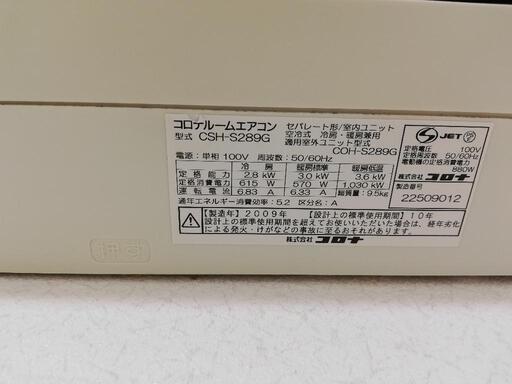 コロナルームエアコン セパレート形/室内ユニット
型式 CSH-S289G 空冷式 冷房・暖房兼用
適用室外ユニット型式
COH-S289G
電源:単相100V 周波数:50/60Hz
冷房 暖房標準 暖房低温
定格能力 2.8 kW 3.0 kW 3.6 kW
定格消費電力 615 W 570 W 1,030 kW
運転電流 6.83 A 6.33 A 総質量:9.5kg
通年エネルギー消費効率:5.2 区分名:A
【製造年】2009年 【設計上の標準使用期間】10年
設計上の標準使用期間を超えてお使いいただいた場合は、経年劣化
による発火・けがなどの事故に至るおそれがあります。
株式会社 コロナ
JET PS E
定格電圧 100V
定格周波数 50/60Hz
電動機の定格消費電力
880W
株式会社 コロナ
製造番号
22509012
押す